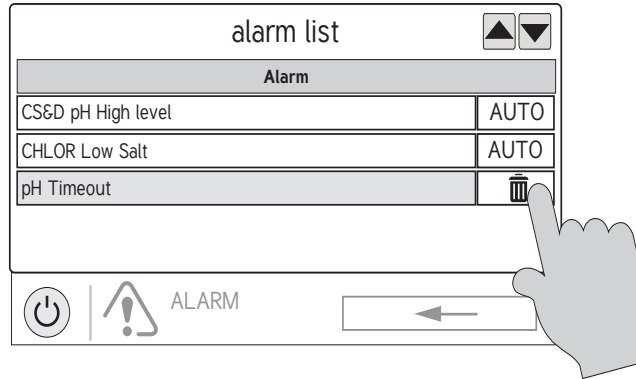 alarm list
Alarm
CS&D pH High level AUTO
CHLOR Low Salt AUTO
pH Timeout
ALARM